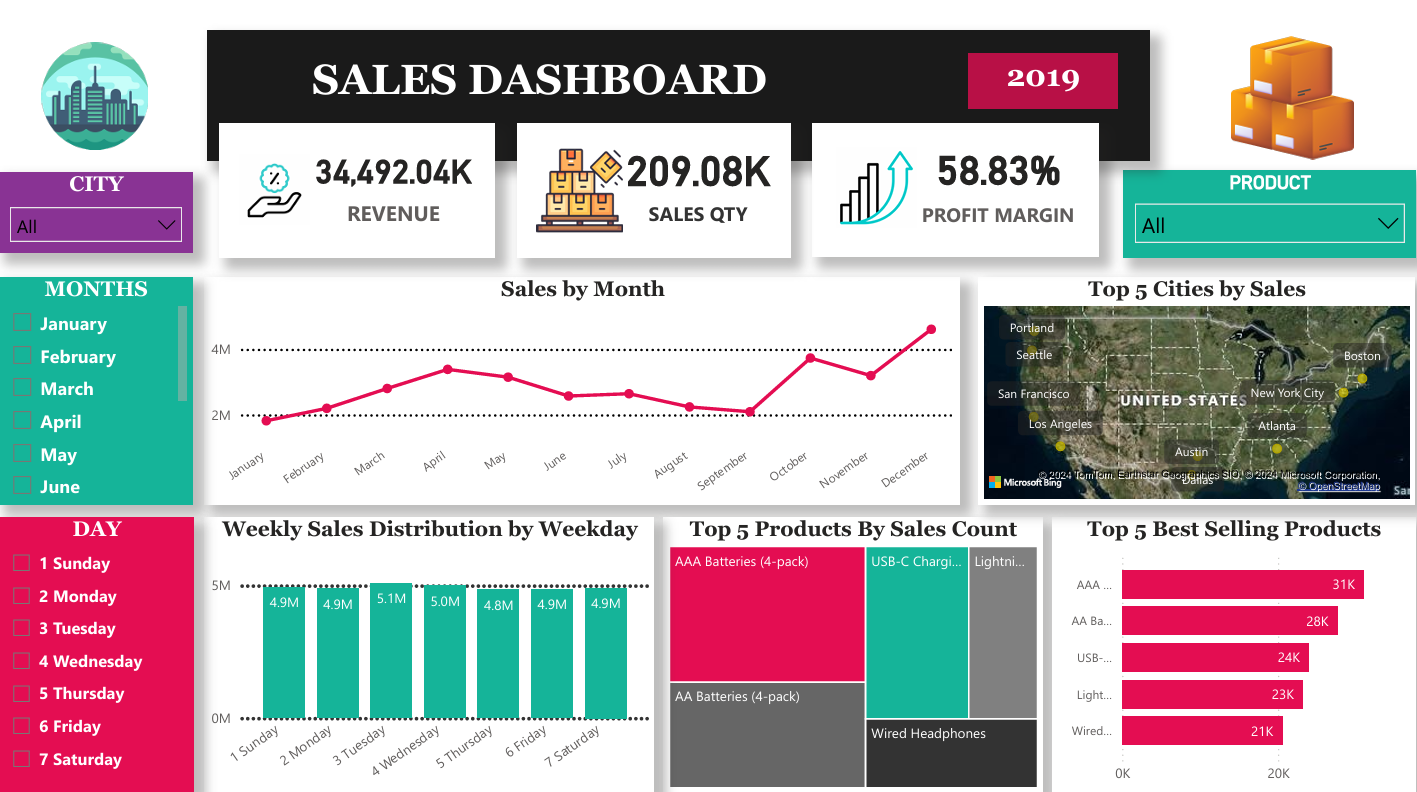 SALES DASHBOARD
2019
34,492.04K
REVENUE
209.08K
SALES QTY
58.83%
PROFIT MARGIN
CITY
All
PRODUCT
All
MONTHS
January
February
March
April
May
June
Sales by Month
4M
2M
January
February
March
April
May
June
July
August
September
October
November
December
Top 5 Cities by Sales
Portland
Seattle
Boston
San Francisco
UNITED STATES
New York City
Los Angeles
Atlanta
Austin
Dallas
© 2024 TomTom, Earthstar Geographics SIO, © 2024 Microsoft Corporation,
Microsoft Bing
© OpenStreetMap
DAY
1 Sunday
2 Monday
3 Tuesday
4 Wednesday
5 Thursday
6 Friday
7 Saturday
Weekly Sales Distribution by Weekday
5M
0M
4.9M
4.9M
5.1M
5.0M
4.8M
4.9M
4.9M
1 Sunday
2 Monday
3 Tuesday
4 Wednesday
5 Thursday
6 Friday
7 Saturday
Top 5 Products By Sales Count
AAA Batteries (4-pack)
USB-C Chargi...
Lightni...
AA Batteries (4-pack)
Wired Headphones
Top 5 Best Selling Products
AAA ...
31K
AA Ba...
28K
USB-...
24K
Light...
23K
Wired...
21K
0K
20K